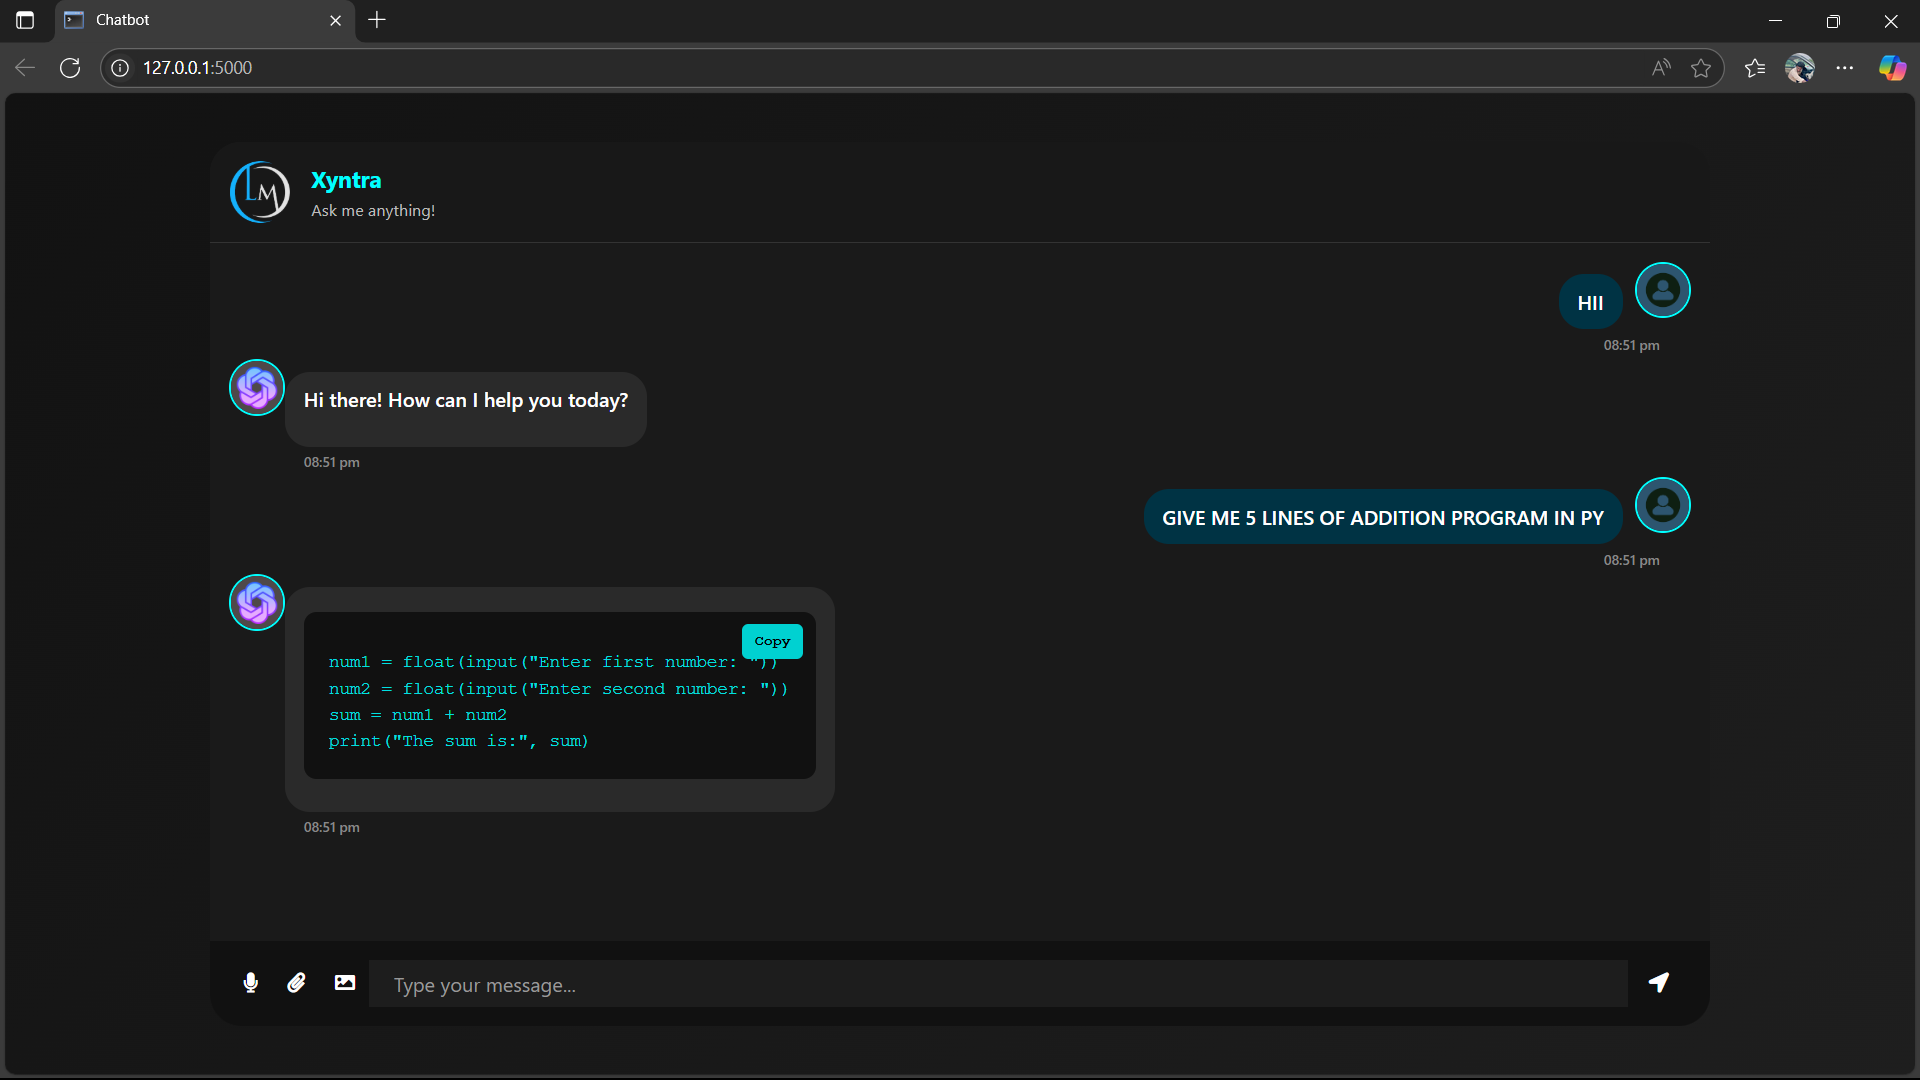 Chatbot
127.0.0.1:5000
LM
Xyntra
Ask me anything!
HII
08:51 pm
Hi there! How can I help you today?
08:51 pm
GIVE ME 5 LINES OF ADDITION PROGRAM IN PY
08:51 pm
Copy
num1 = float(input("Enter first number: "))
num2 = float(input("Enter second number: "))
sum = num1 + num2
print("The sum is:", sum)
08:51 pm
Type your message...